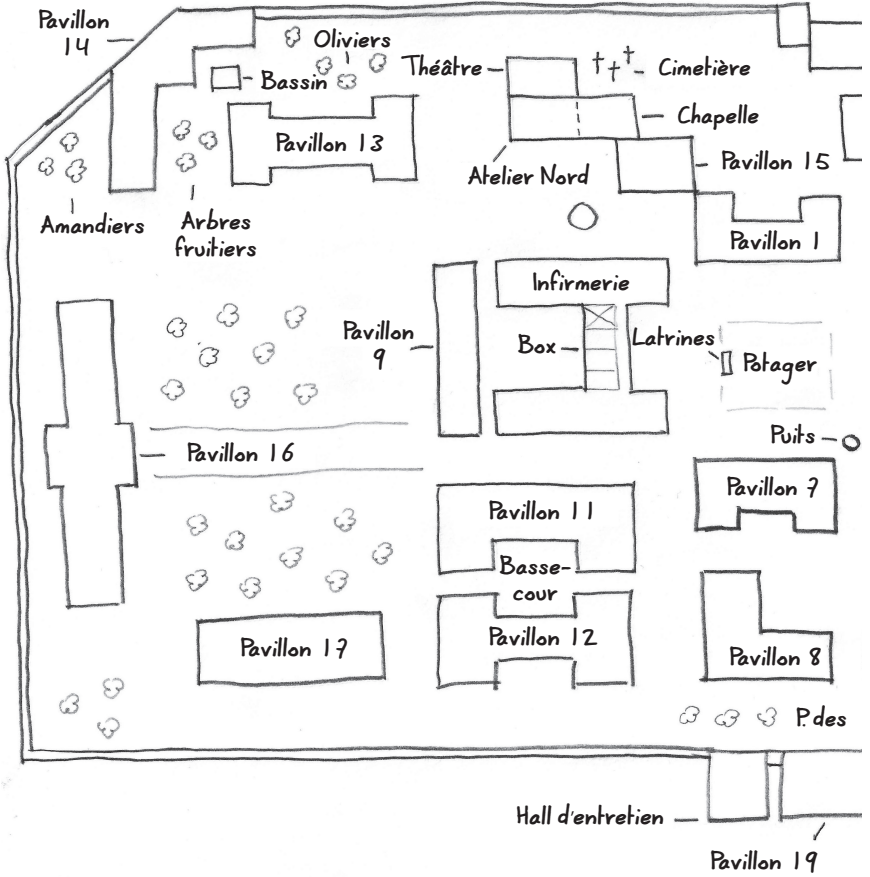 Pavillon
14
Oliviers
Bassin
Théâtre
Cimetière
Chapelle
Pavillon 13
Pavillon 15
Atelier Nord
Amandiers
Arbres
fruitiers
Pavillon 1
Infirmerie
Pavillon
9
Box
Latrines
Potager
Puits
Pavillon 16
Pavillon 7
Pavillon 11
Basse-
cour
Pavillon 12
Pavillon 17
Pavillon 8
P. des
Hall d'entretien
Pavillon 19